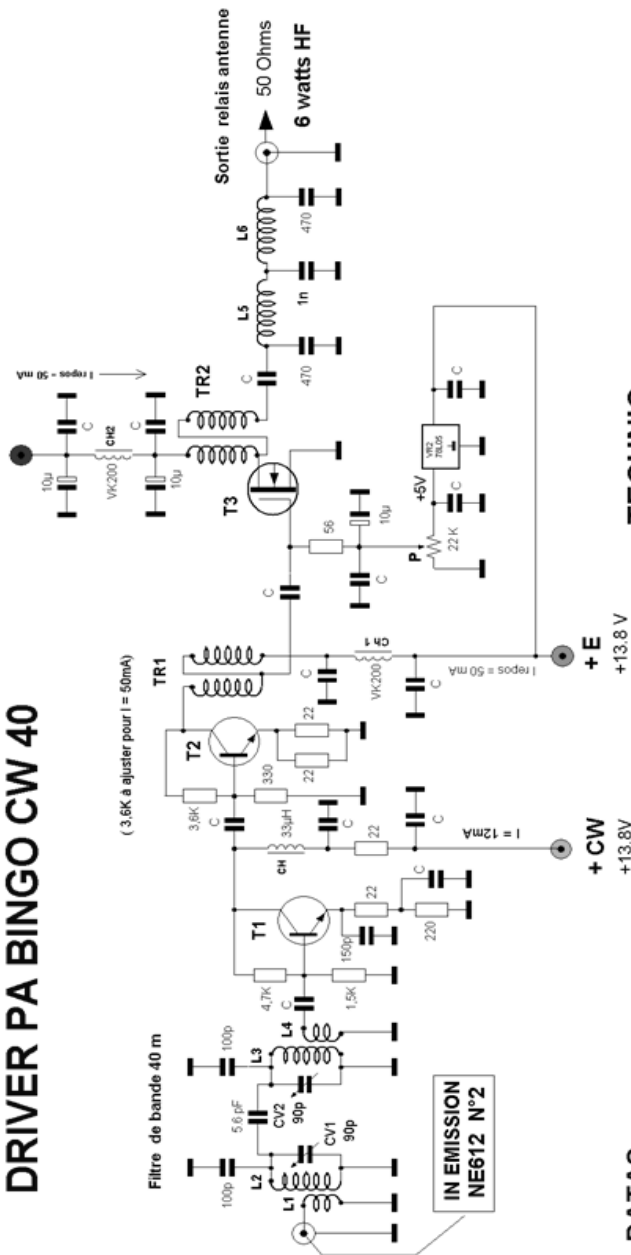 DRIVER PA BINGO CW 40
Filtre de bande 40 m
100p
100p
5.6 pF
CV2
90p
CV1
90p
L1
L2
L3
L4
IN EMISSION
NE612 N°2
C
4,7K
1,5K
T1
150p
22
220
C
CH
33µH
C
22
C
I = 12mA
+ CW
+13.8V
( 3,6K à ajuster pour I = 50mA)
3,6K
C
330
T2
22
22
TR1
C
Ch 1
VK200
C
I repos = 50 mA
+ E
+13.8 V
C
T3
56
10µ
C
P
22 K
+5V
C
VR2
78L05
C
10µ
C
CH2
VK200
10µ
C
I repos = 50 mA
TR2
C
L5
L6
470
1n
470
Sortie relais antenne
50 Ohms
6 watts HF